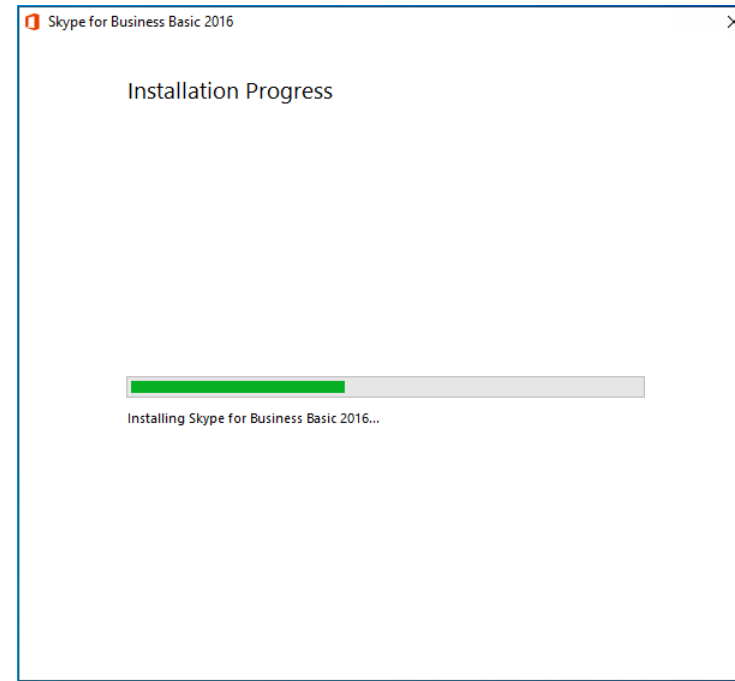 Skype for Business Basic 2016
Installation Progress
Installing Skype for Business Basic 2016...